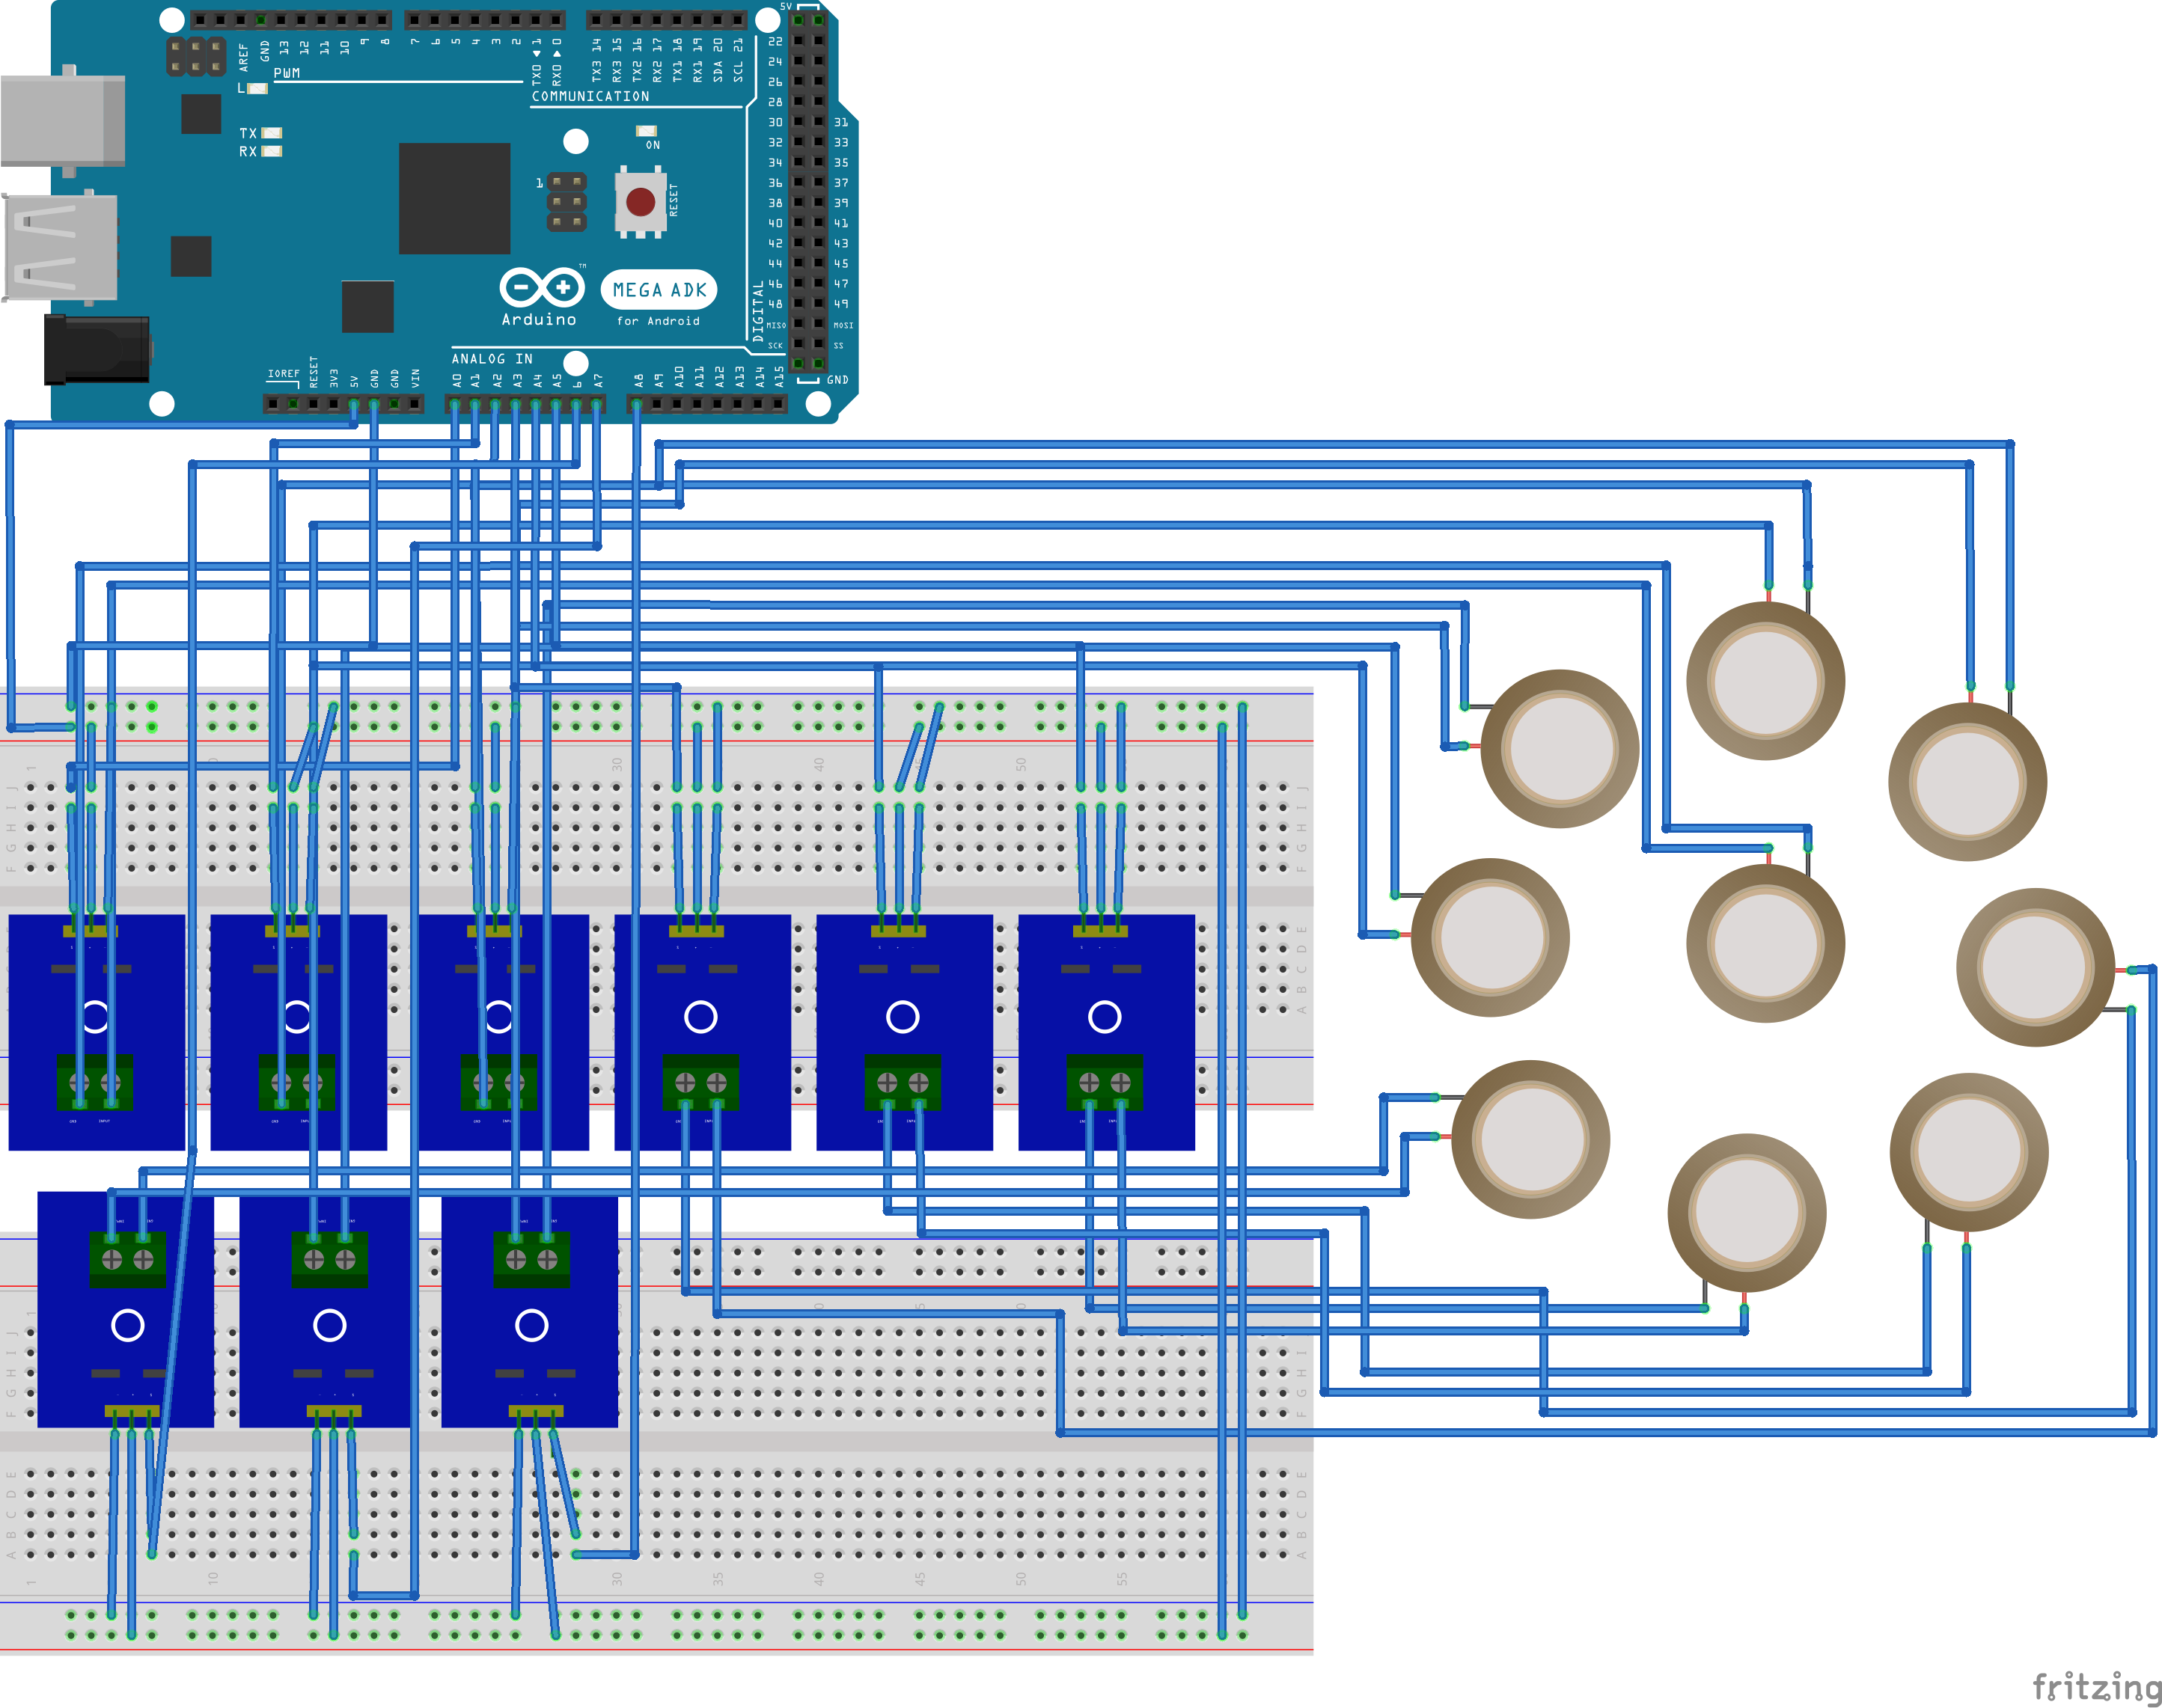 5V
AREF GND 13 12 11 10 9 8 7 6 5 4 3 2 TX0 1 RX0 0 TX3 14 RX3 15 TX2 16 RX2 17 TX1 18 RX1 19 SDA 20 SCL 21
22
24
26
28
30 31
32 33
34 35
36 37
38 39
40 41
42 43
44 45
46 47
48 49
MISO MOSI
SCK SS
GND
DIGITAL
PWM
L
COMMUNICATION
TX
RX
ON
1
RESET
TM
Arduino
MEGA ADK
for Android
ANALOG IN
IOREF RESET 3V3 5V GND GND VIN A0 A1 A2 A3 A4 A5 6 A7 A8 A9 A10 A11 A12 A13 A14 A15
1 30 40 45 50
J J
I I
H H
G G
F F
E
D
C
B
A
1
J J
I I
H H
G G
F F
E E
D D
C C
B B
A A
1 10 30 35 40 45 50 55
fritzing